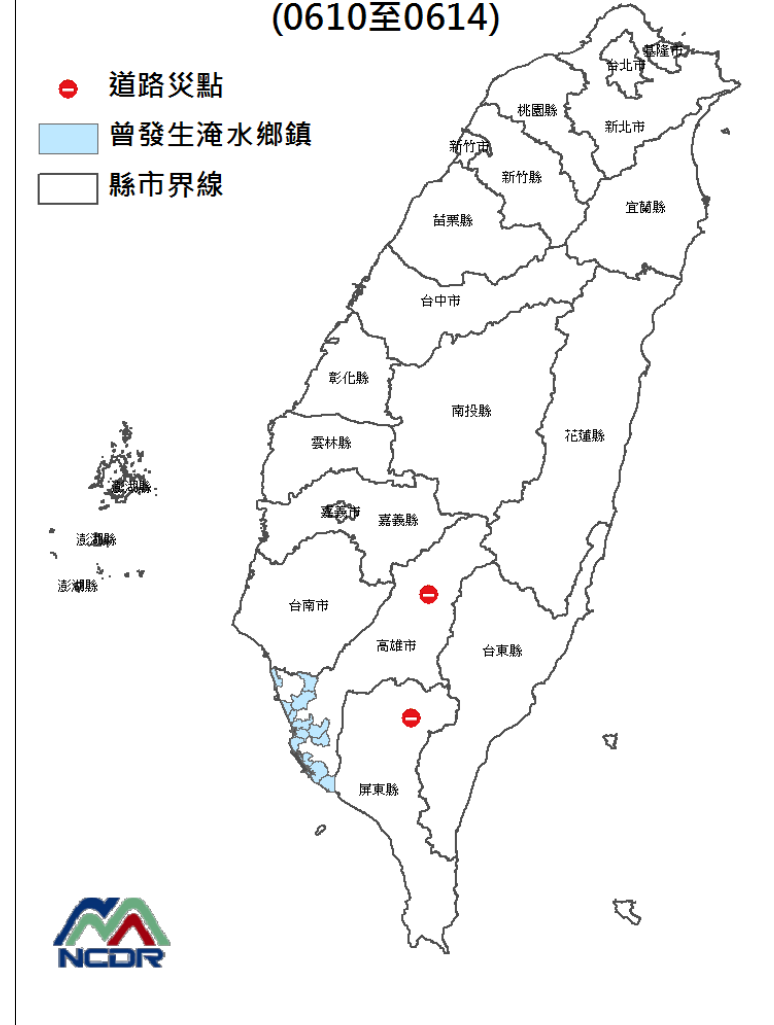 (0610至0614)
道路災點
曾發生淹水鄉鎮
縣市界線
基隆市
台北市
桃園縣
新北市
新竹市
新竹縣
宜蘭縣
苗栗縣
台中市
彰化縣
南投縣
花蓮縣
雲林縣
澎湖縣
嘉義市
嘉義縣
澎湖縣
澎湖縣
台南市
高雄市
台東縣
屏東縣
NCDR